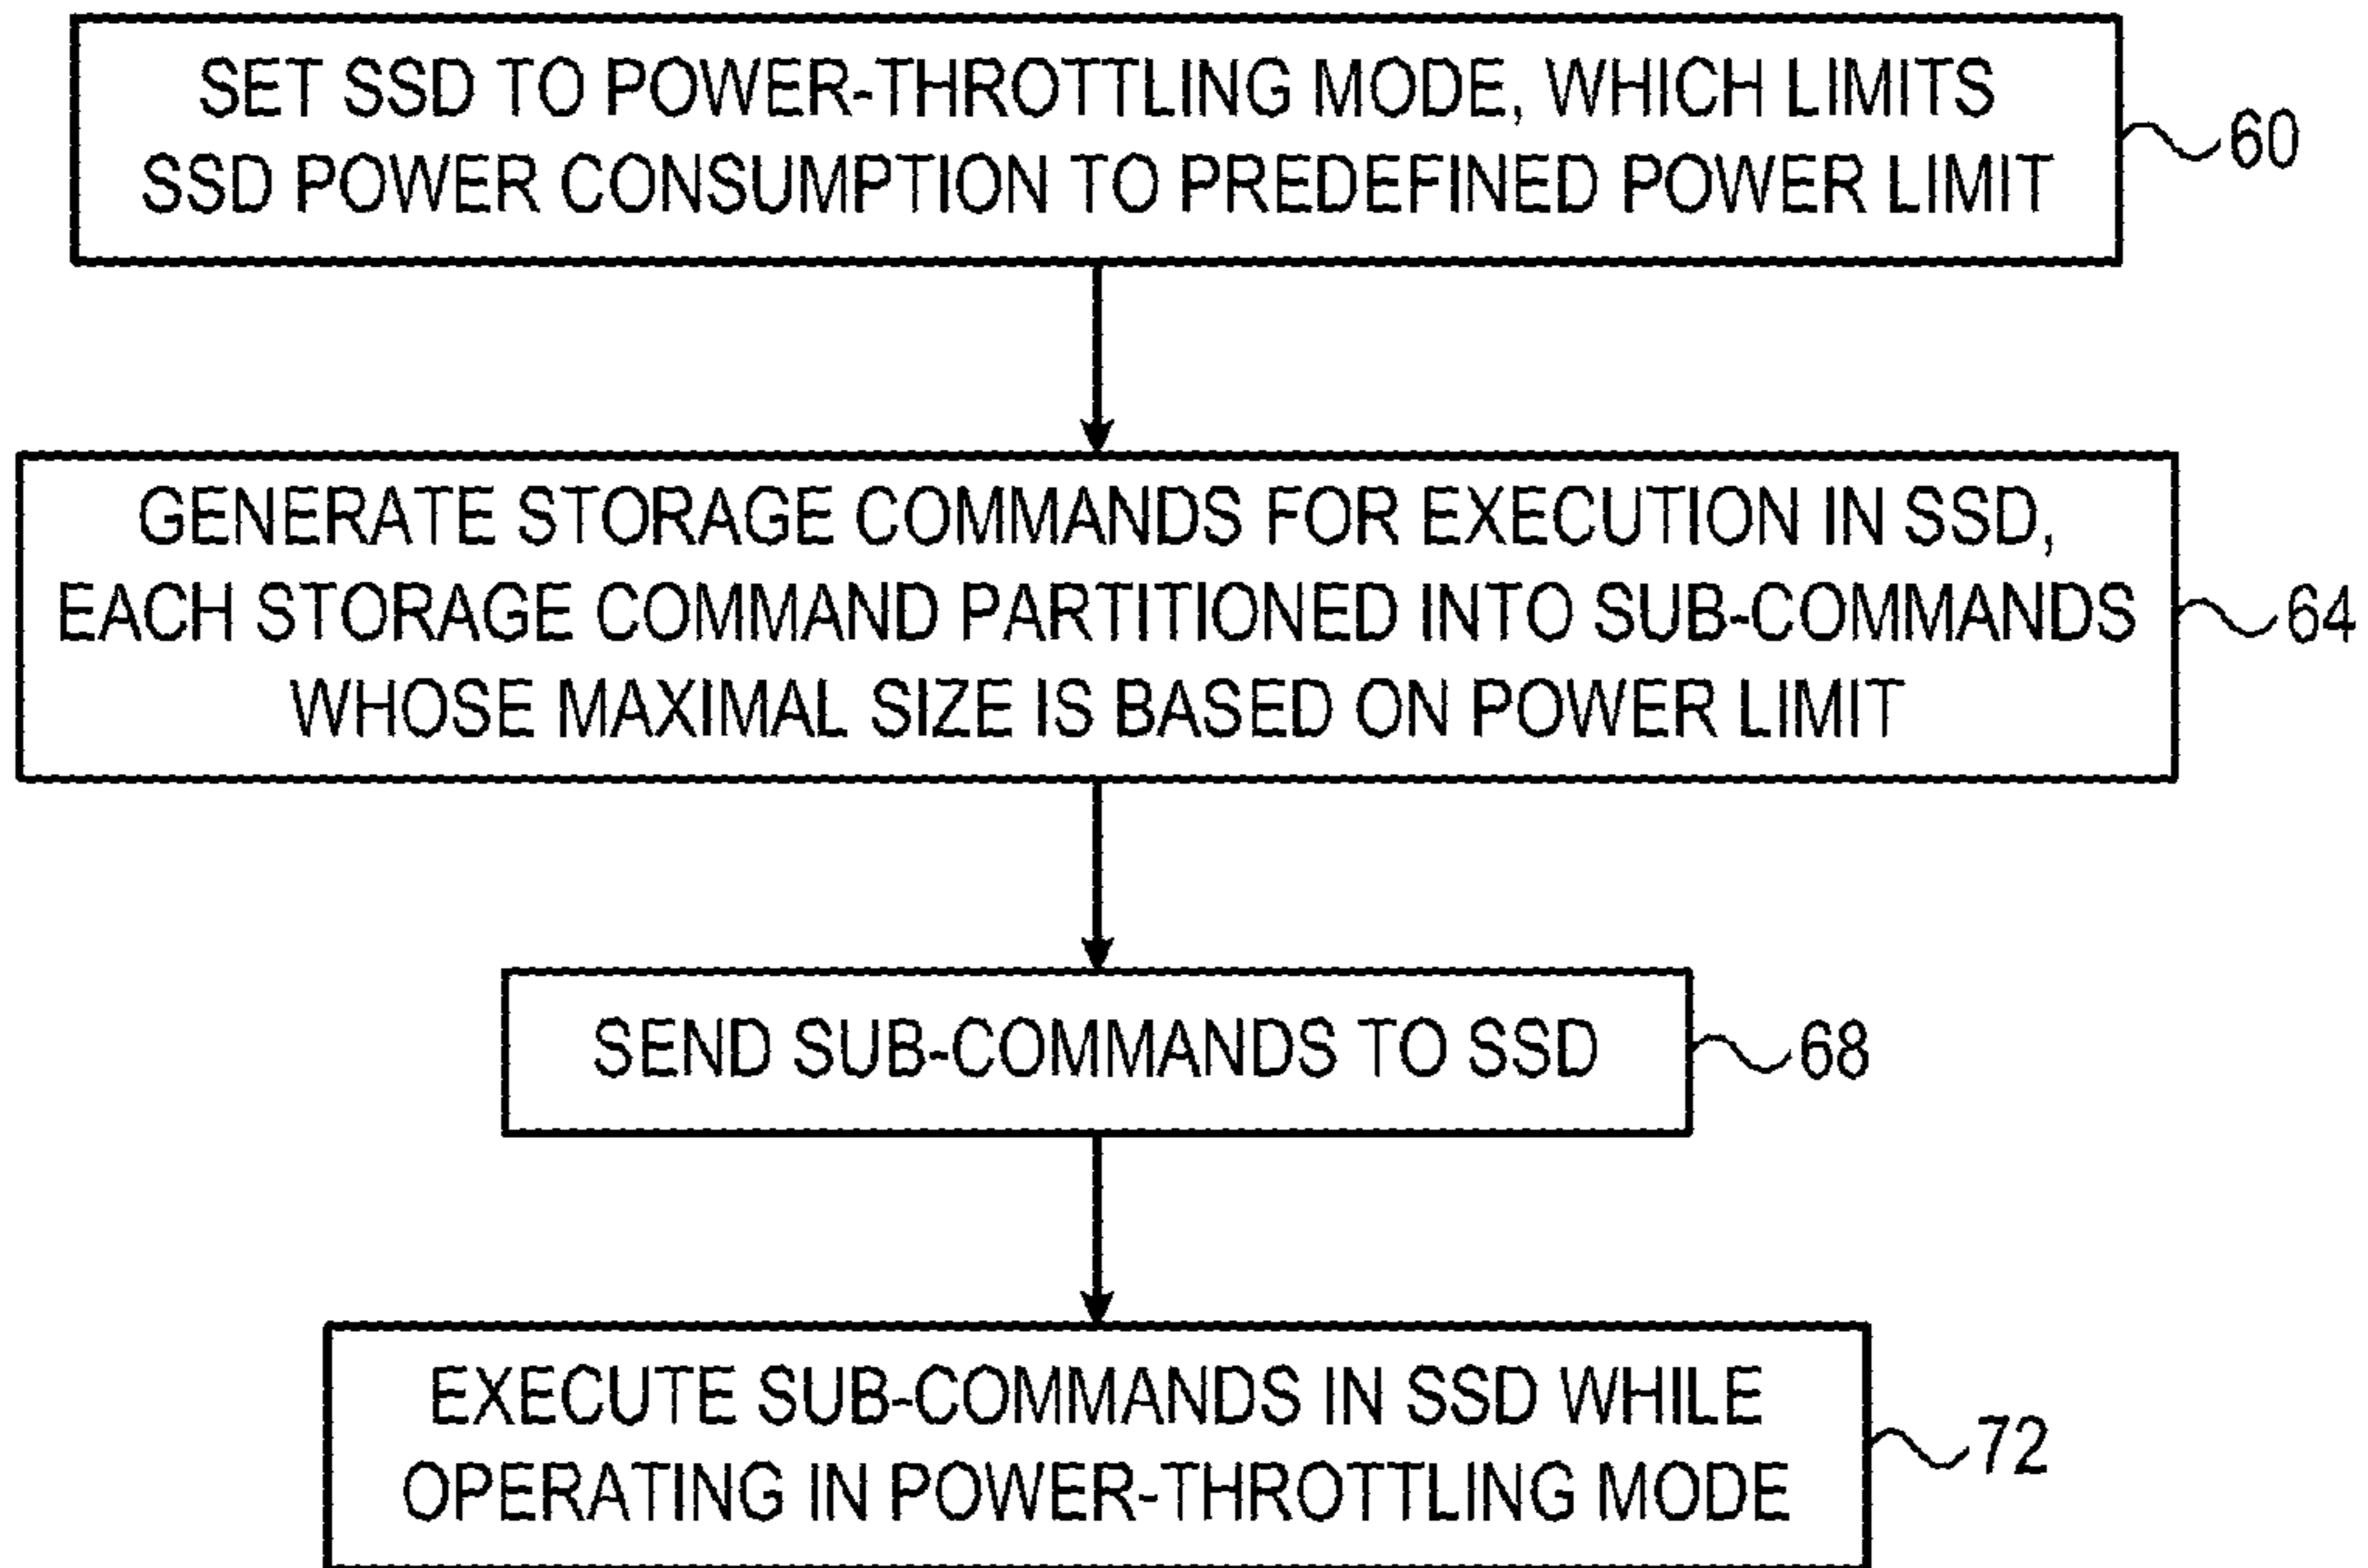 SET SSD TO POWER-THROTTLING MODE, WHICH LIMITS
SSD POWER CONSUMPTION TO PREDEFINED POWER LIMIT
60
GENERATE STORAGE COMMANDS FOR EXECUTION IN SSD,
EACH STORAGE COMMAND PARTITIONED INTO SUB-COMMANDS
WHOSE MAXIMAL SIZE IS BASED ON POWER LIMIT
64
SEND SUB-COMMANDS TO SSD
68
EXECUTE SUB-COMMANDS IN SSD WHILE
OPERATING IN POWER-THROTTLING MODE
72